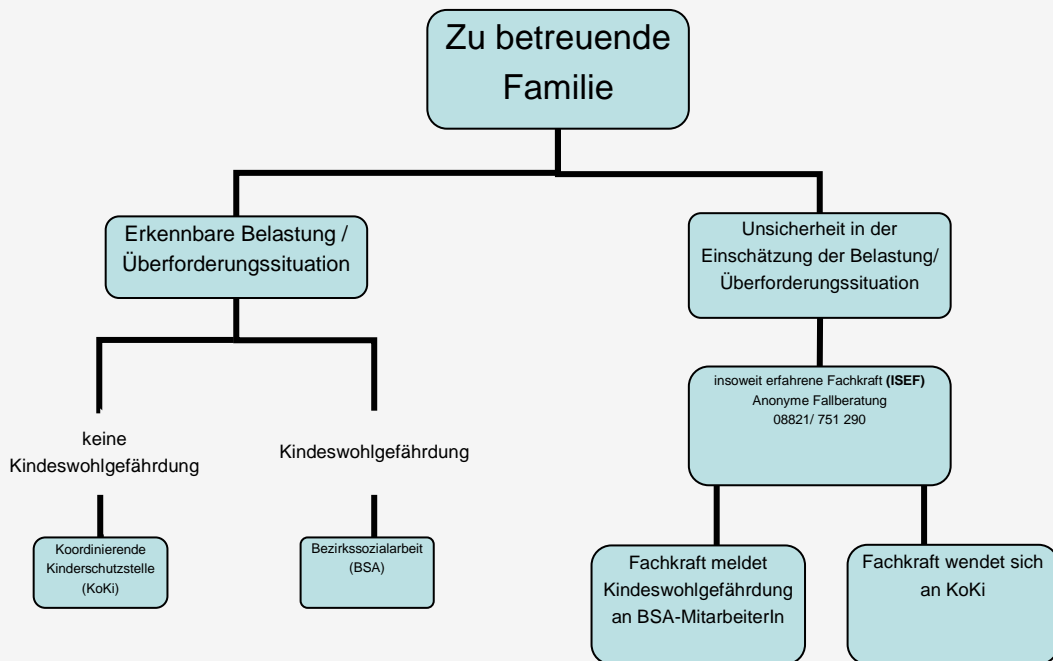 Zu betreuende
Familie
Erkennbare Belastung /
Überforderungssituation
Unsicherheit in der
Einschätzung der Belastung/
Überforderungssituation
insoweit erfahrene Fachkraft (ISEF)
Anonyme Fallberatung
08821/ 751 290
keine
Kindeswohlgefährdung
Kindeswohlgefährdung
Koordinierende
Kinderschutzstelle
(KoKi)
Bezirkssozialarbeit
(BSA)
Fachkraft meldet
Kindeswohlgefährdung
an BSA-MitarbeiterIn
Fachkraft wendet sich
an KoKi